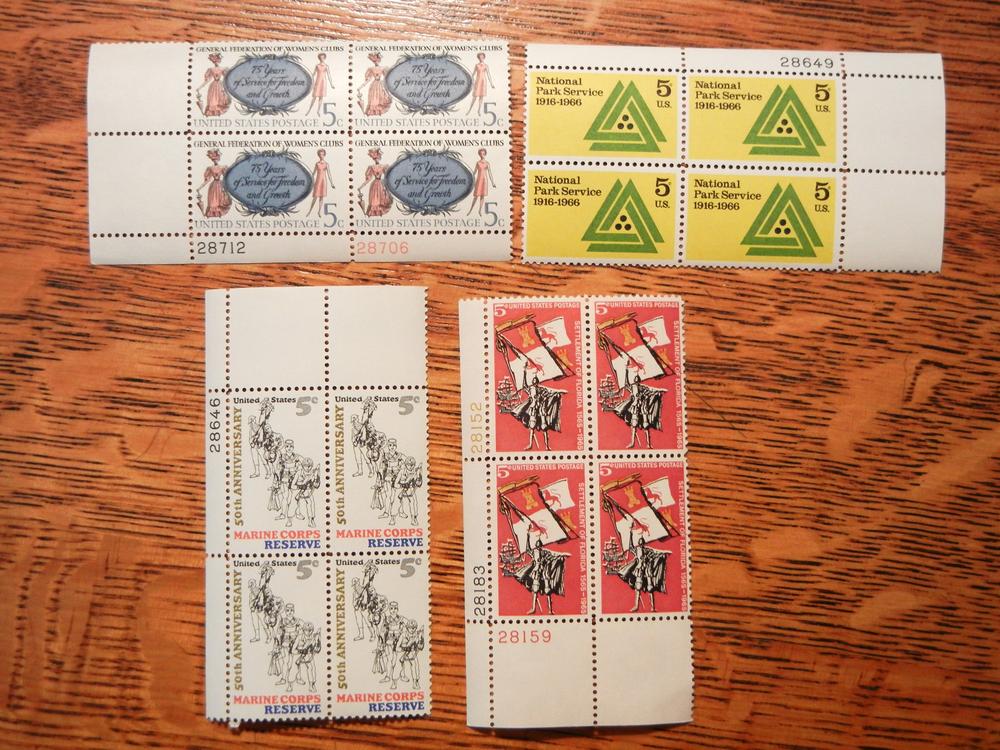 GENERAL FEDERATION OF WOMEN'S CLUBS
75 Years
of Service for Freedom
and Growth
5c
UNITED STATES POSTAGE
GENERAL FEDERATION OF WOMEN'S CLUBS
75 Years
of Service for Freedom
and Growth
5c
UNITED STATES POSTAGE
GENERAL FEDERATION OF WOMEN'S CLUBS
75 Years
of Service for Freedom
and Growth
5c
UNITED STATES POSTAGE
GENERAL FEDERATION OF WOMEN'S CLUBS
75 Years
of Service for Freedom
and Growth
5c
UNITED STATES POSTAGE
28712
28706
28649
National
Park Service
1916-1966
5c
U.S.
National
Park Service
1916-1966
5c
U.S.
National
Park Service
1916-1966
5c
U.S.
National
Park Service
1916-1966
5c
U.S.
28646
United States 5c
50th ANNIVERSARY
MARINE CORPS
RESERVE
United States 5c
50th ANNIVERSARY
MARINE CORPS
RESERVE
United States 5c
50th ANNIVERSARY
MARINE CORPS
RESERVE
United States 5c
50th ANNIVERSARY
MARINE CORPS
RESERVE
28152
5c UNITED STATES POSTAGE
SETTLEMENT OF FLORIDA 1565-1965
5c UNITED STATES POSTAGE
SETTLEMENT OF FLORIDA 1565-1965
28183
5c UNITED STATES POSTAGE
SETTLEMENT OF FLORIDA 1565-1965
5c UNITED STATES POSTAGE
SETTLEMENT OF FLORIDA 1565-1965
28159